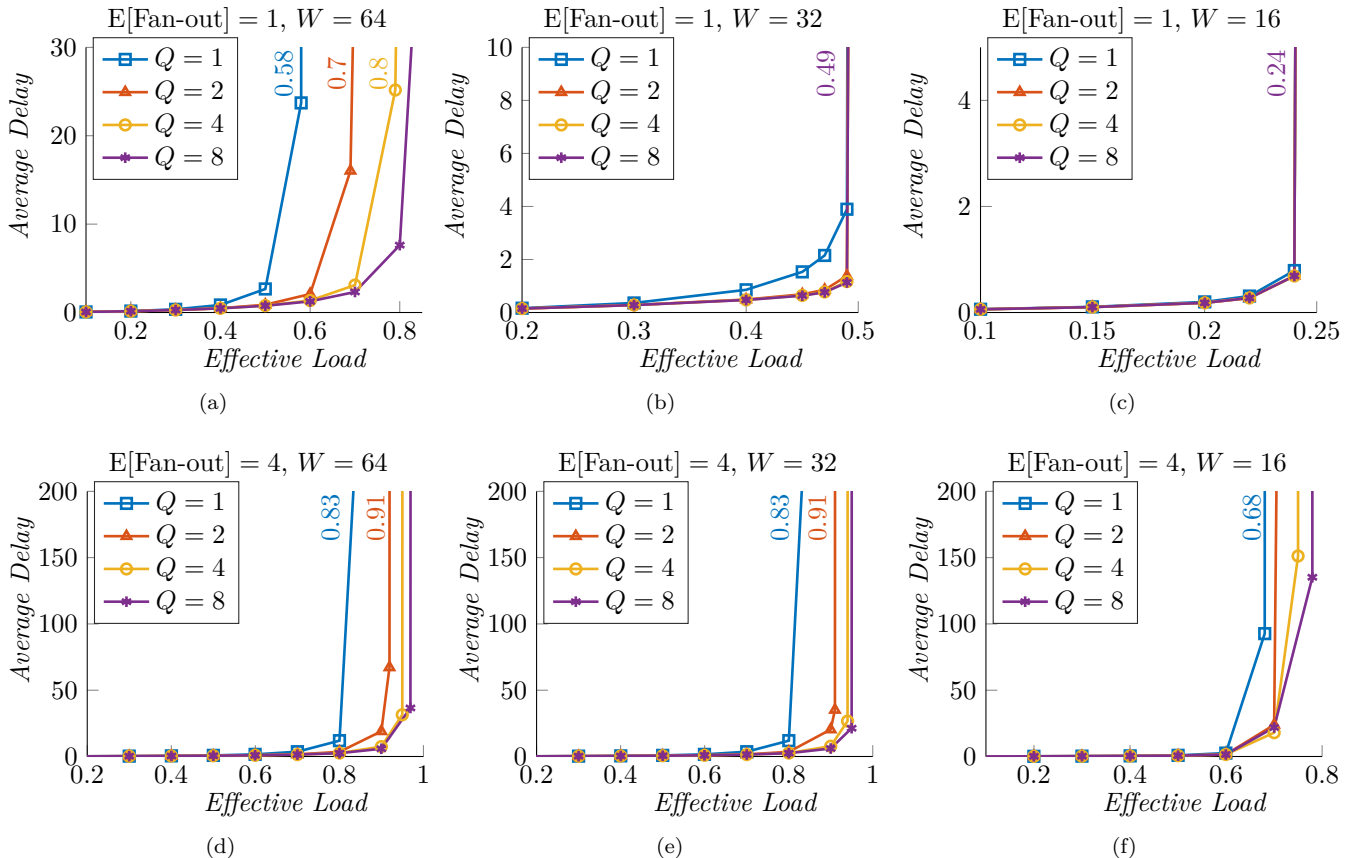 E[Fan-out] = 1, W = 64
30
20
10
0
Average Delay
Q = 1
Q = 2
Q = 4
Q = 8
0.58
0.7
0.8
0.2
0.4
0.6
0.8
Effective Load
(a)
E[Fan-out] = 1, W = 32
10
8
6
4
2
0
Average Delay
Q = 1
Q = 2
Q = 4
Q = 8
0.49
0.2
0.3
0.4
0.5
Effective Load
(b)
E[Fan-out] = 1, W = 16
4
2
0
Average Delay
Q = 1
Q = 2
Q = 4
Q = 8
0.24
0.1
0.15
0.2
0.25
Effective Load
(c)
E[Fan-out] = 4, W = 64
200
150
100
50
0
Average Delay
Q = 1
Q = 2
Q = 4
Q = 8
0.83
0.91
0.2
0.4
0.6
0.8
1
Effective Load
(d)
E[Fan-out] = 4, W = 32
200
150
100
50
0
Average Delay
Q = 1
Q = 2
Q = 4
Q = 8
0.83
0.91
0.2
0.4
0.6
0.8
1
Effective Load
(e)
E[Fan-out] = 4, W = 16
200
150
100
50
0
Average Delay
Q = 1
Q = 2
Q = 4
Q = 8
0.68
0.2
0.4
0.6
0.8
Effective Load
(f)